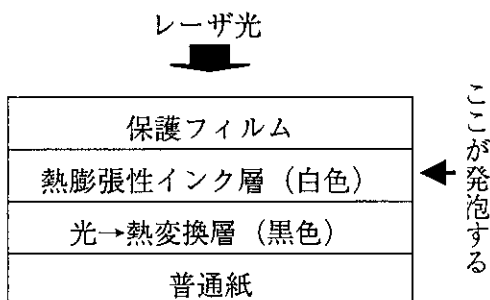 レーザ光
保護フィルム
熱膨張性インク層（白色）
光→熱変換層（黒色）
普通紙
ここが発泡する